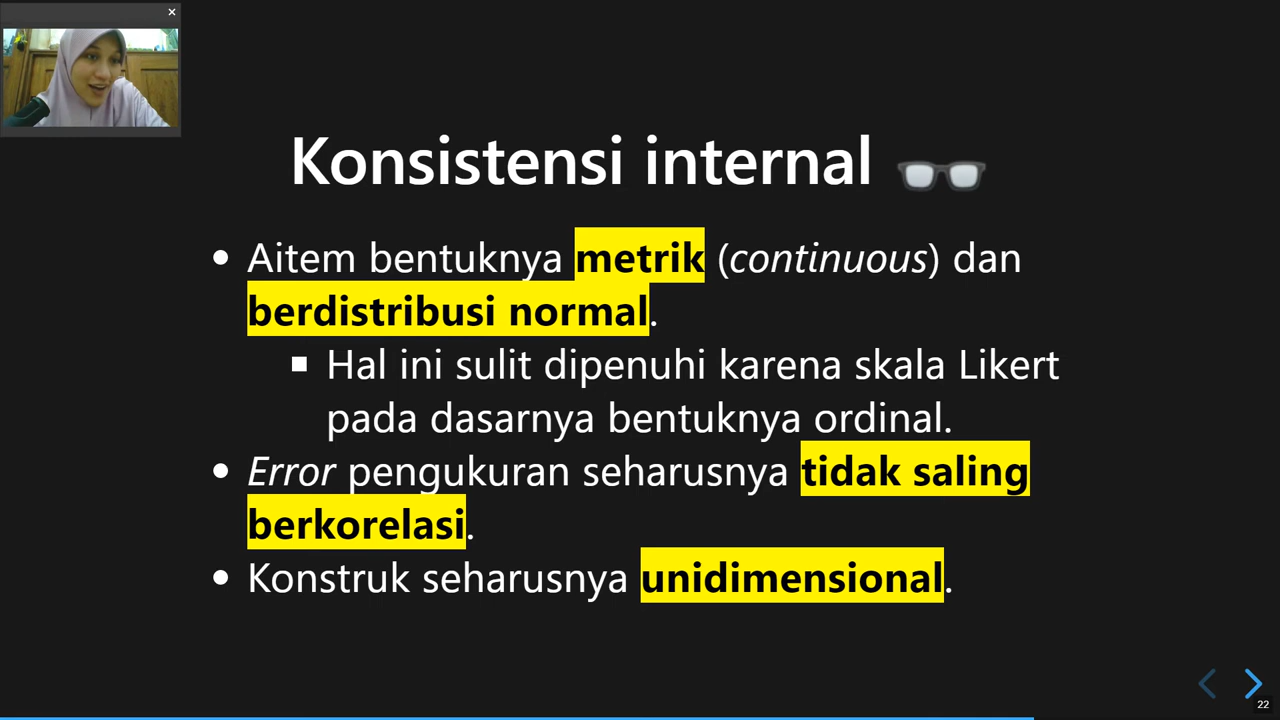 Konsistensi internal
• Aitem bentuknya metrik (continuous) dan
berdistribusi normal.
▪ Hal ini sulit dipenuhi karena skala Likert
pada dasarnya bentuknya ordinal.
• Error pengukuran seharusnya tidak saling
berkorelasi.
• Konstruk seharusnya unidimensional.
22